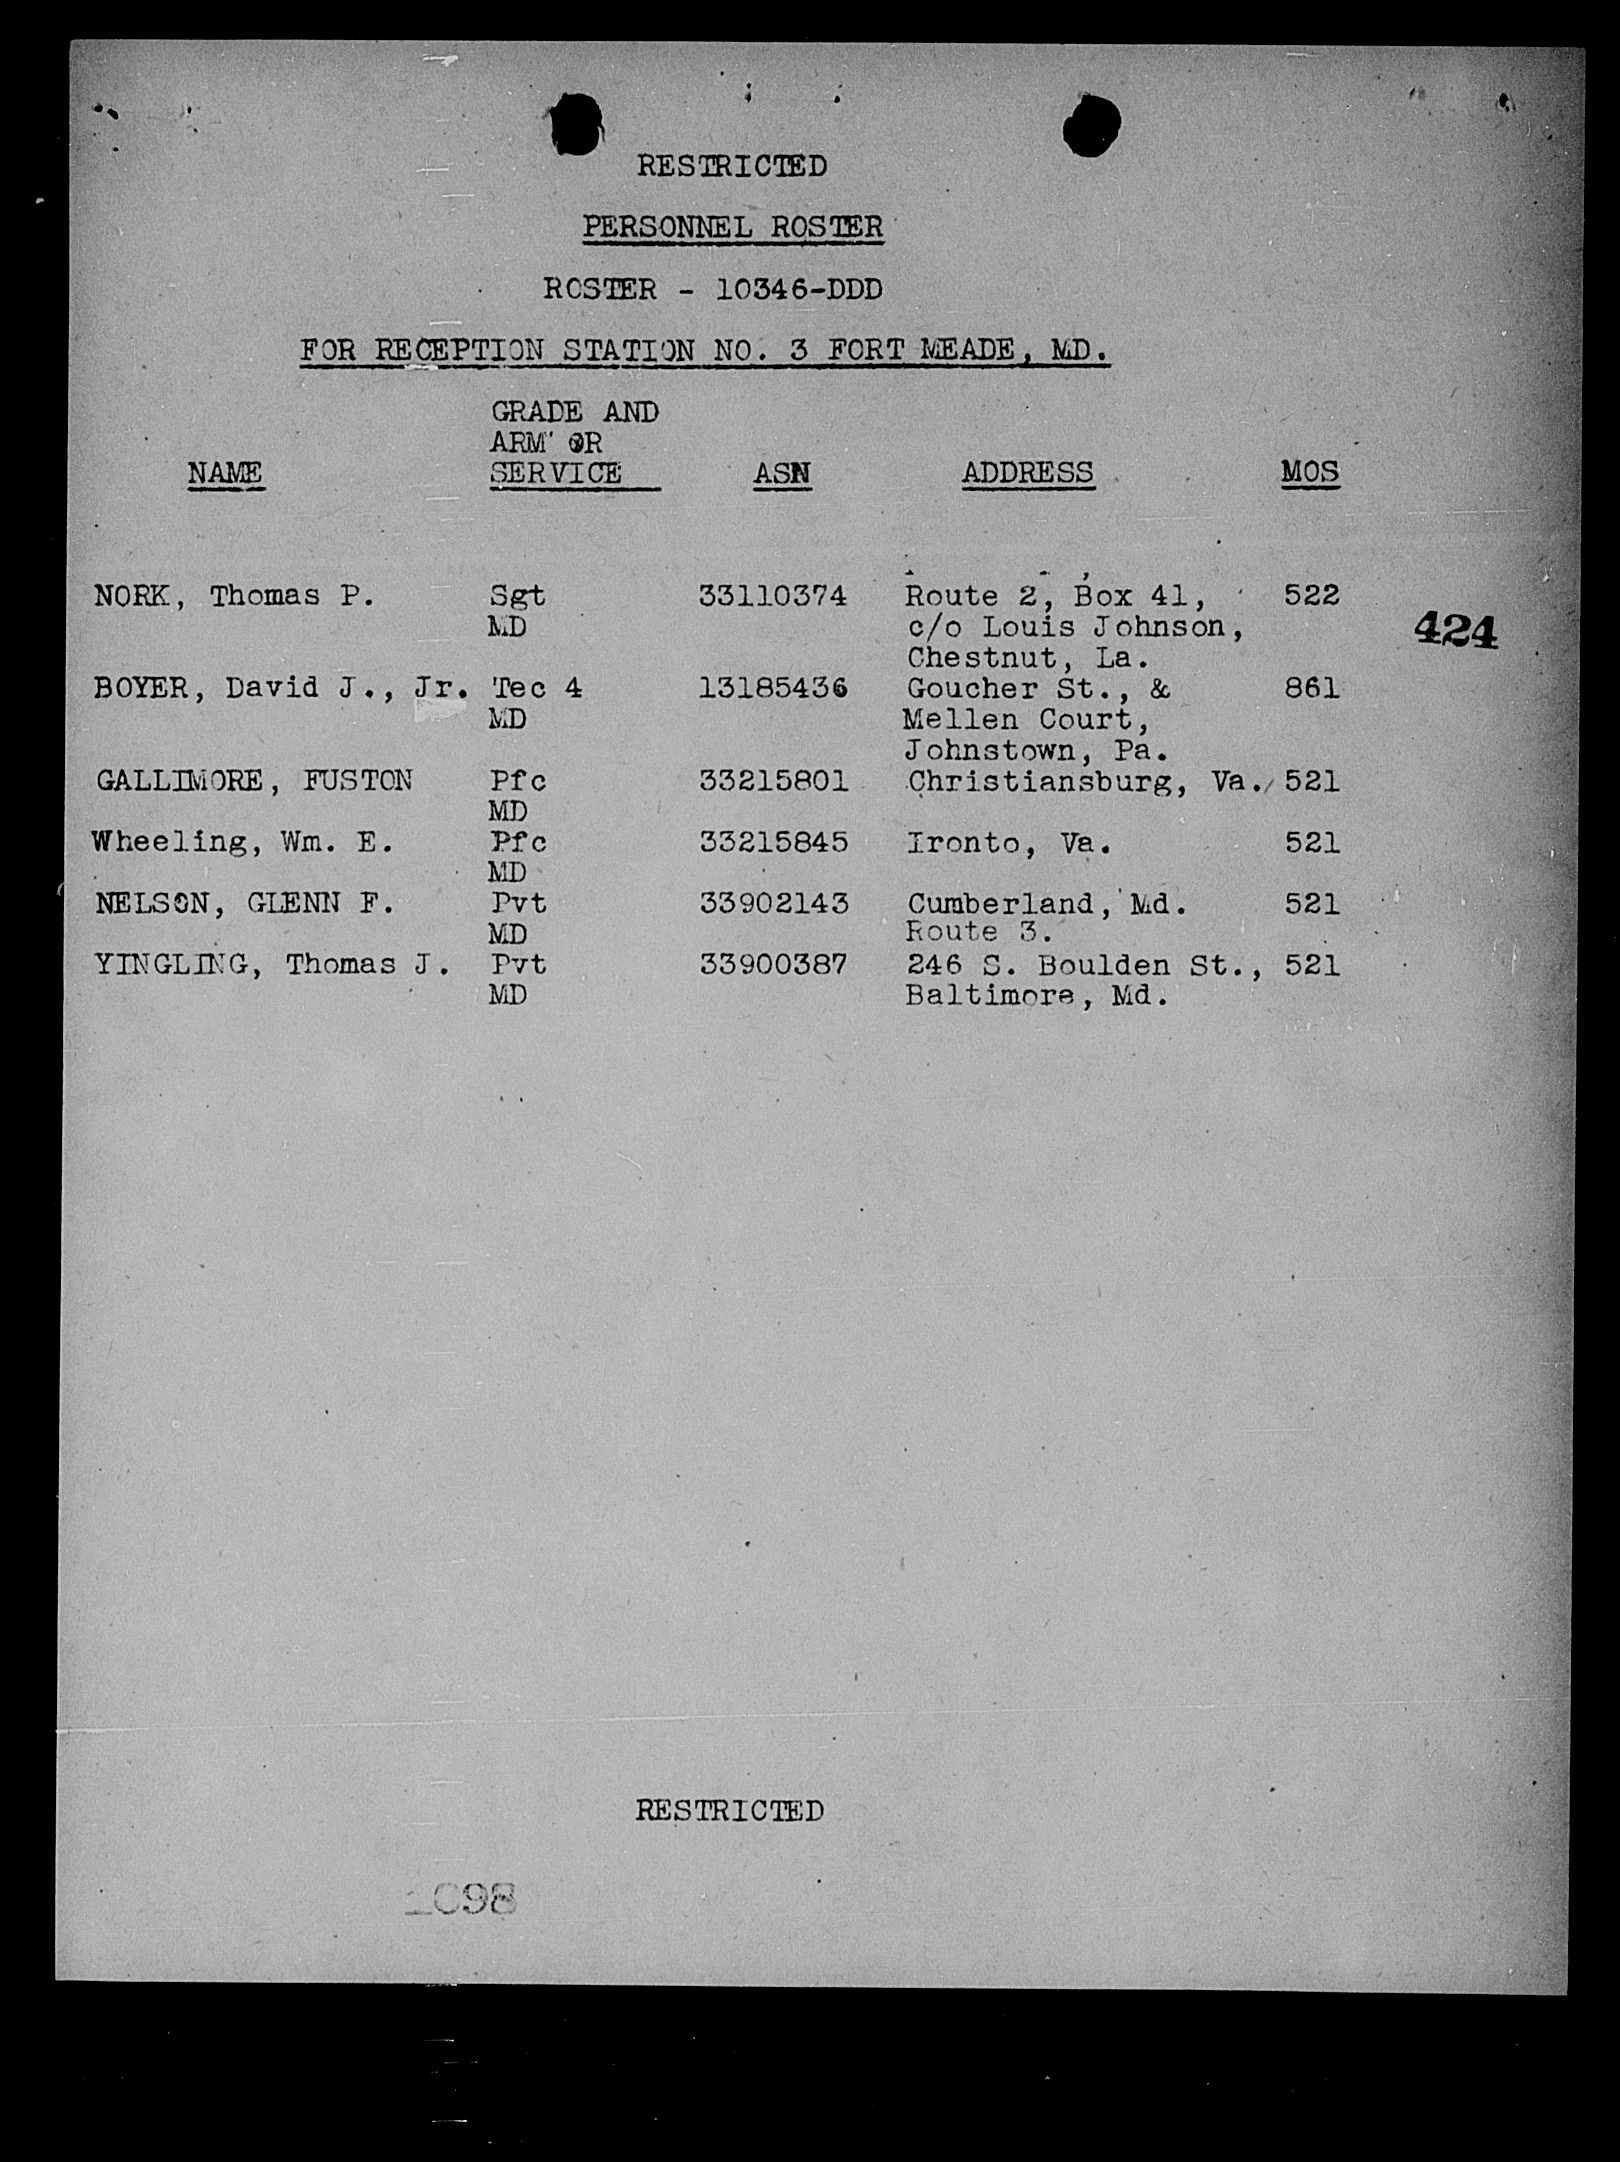 RESTRICTED
PERSONNEL ROSTER
ROSTER - 10346-DDD
FOR RECEPTION STATION NO. 3 FORT MEADE, MD.
GRADE AND
ARM OR
NAME SERVICE ASN ADDRESS MOS
NORK, Thomas P. Sgt 33110374 Route 2, Box 41, 522
MD c/o Louis Johnson, 424
Chestnut, La.
BOYER, David J., Jr. Tec 4 13185436 Goucher St., & 861
MD Mellen Court,
Johnstown, Pa.
GALLIMORE, FUSTON Pfc 33215801 Christiansburg, Va. 521
MD
Wheeling, Wm. E. Pfc 33215845 Ironto, Va. 521
MD
NELSON, GLENN F. Pvt 33902143 Cumberland, Md. 521
MD Route 3.
YINGLING, Thomas J. Pvt 33900387 246 S. Boulden St., 521
MD Baltimore, Md.
RESTRICTED
1098